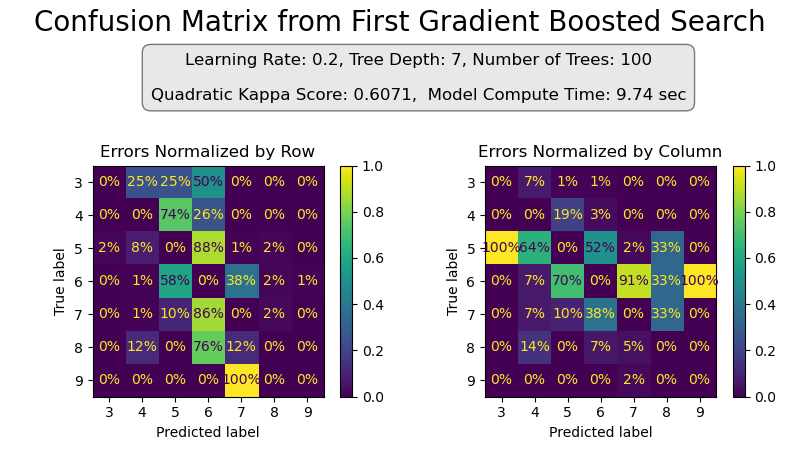 Confusion Matrix from First Gradient Boosted Search
Learning Rate: 0.2, Tree Depth: 7, Number of Trees: 100
Quadratic Kappa Score: 0.6071,  Model Compute Time: 9.74 sec
Errors Normalized by Row
True label
3 0% 25% 25% 50% 0% 0% 0%
4 0% 0% 74% 26% 0% 0% 0%
5 2% 8% 0% 88% 1% 2% 0%
6 0% 1% 58% 0% 38% 2% 1%
7 0% 1% 10% 86% 0% 2% 0%
8 0% 12% 0% 76% 12% 0% 0%
9 0% 0% 0% 0% 100% 0% 0%
3 4 5 6 7 8 9
Predicted label
1.0
0.8
0.6
0.4
0.2
0.0
Errors Normalized by Column
True label
3 0% 7% 1% 1% 0% 0% 0%
4 0% 0% 19% 3% 0% 0% 0%
5 100% 64% 0% 52% 2% 33% 0%
6 0% 7% 70% 0% 91% 33% 100%
7 0% 7% 10% 38% 0% 33% 0%
8 0% 14% 0% 7% 5% 0% 0%
9 0% 0% 0% 0% 2% 0% 0%
3 4 5 6 7 8 9
Predicted label
1.0
0.8
0.6
0.4
0.2
0.0